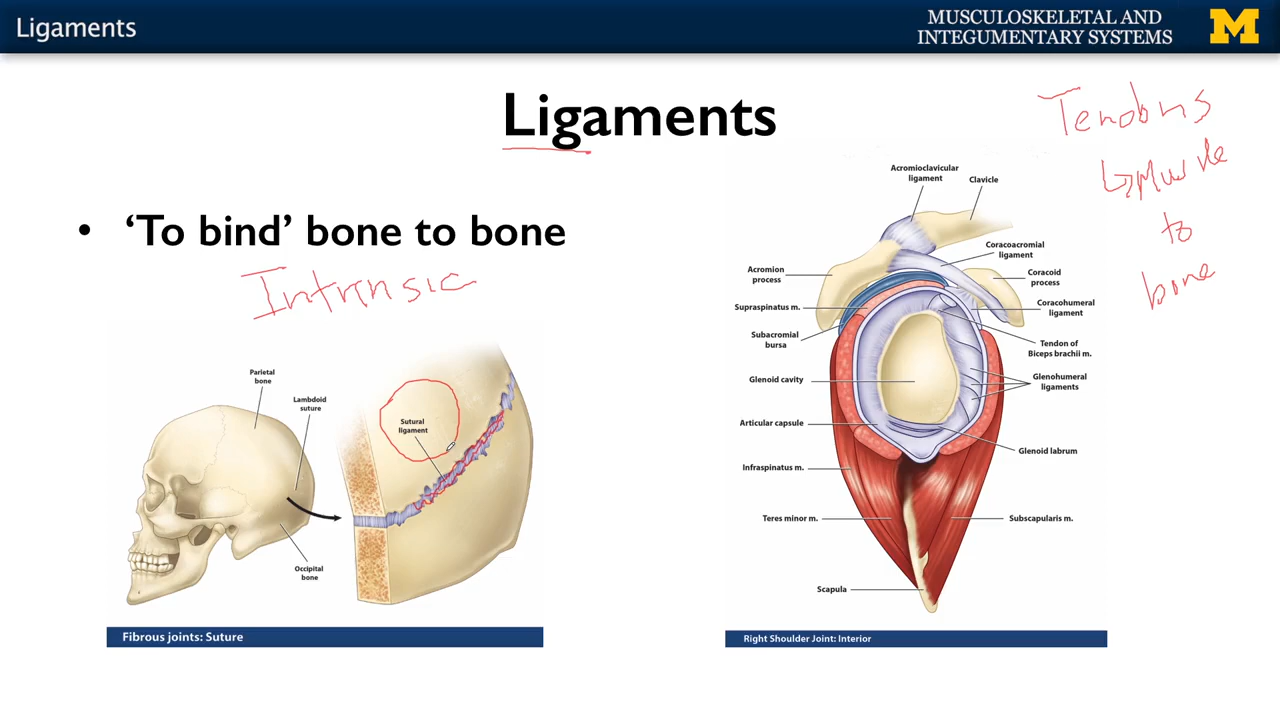 Ligaments
MUSCULOSKELETAL AND
INTEGUMENTARY SYSTEMS
M
Ligaments
Tendons
↳ Muscle
to
bone
• ‘To bind’ bone to bone
Intrinsic
Parietal
bone
Lambdoid
suture
Sutural
ligament
Occipital
bone
Fibrous joints: Suture
Acromioclavicular
ligament
Clavicle
Coracoacromial
ligament
Acromion
process
Coracoid
process
Supraspinatus m.
Coracohumeral
ligament
Subacromial
bursa
Tendon of
Biceps brachii m.
Glenoid cavity
Glenohumeral
ligaments
Articular capsule
Glenoid labrum
Infraspinatus m.
Teres minor m.
Subscapularis m.
Scapula
Right Shoulder Joint: Interior